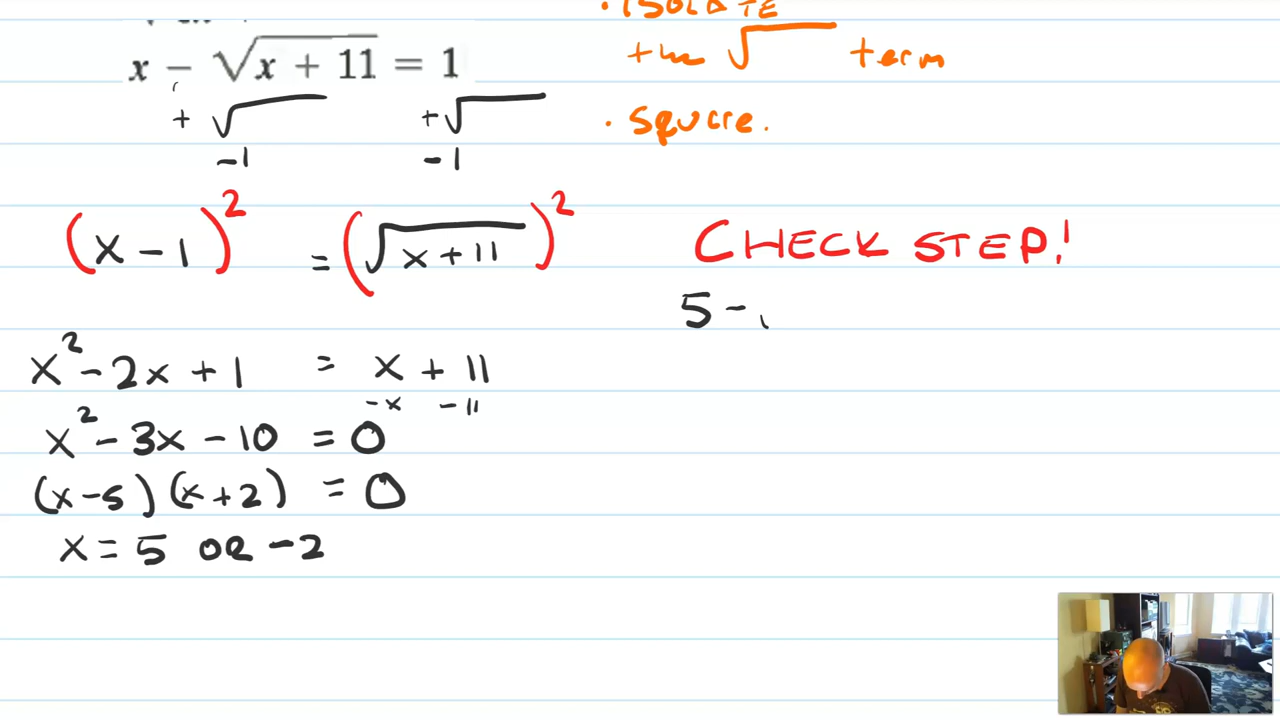 x − √x + 11 = 1
+ √ + √
−1 −1
(x − 1)² = (√x + 11)²
x² − 2x + 1 = x + 11
−x −11
x² − 3x − 10 = 0
(x − 5)(x + 2) = 0
x = 5 OR −2
• ISOLATE
the √ term
• square.
CHECK STEP!
5 −